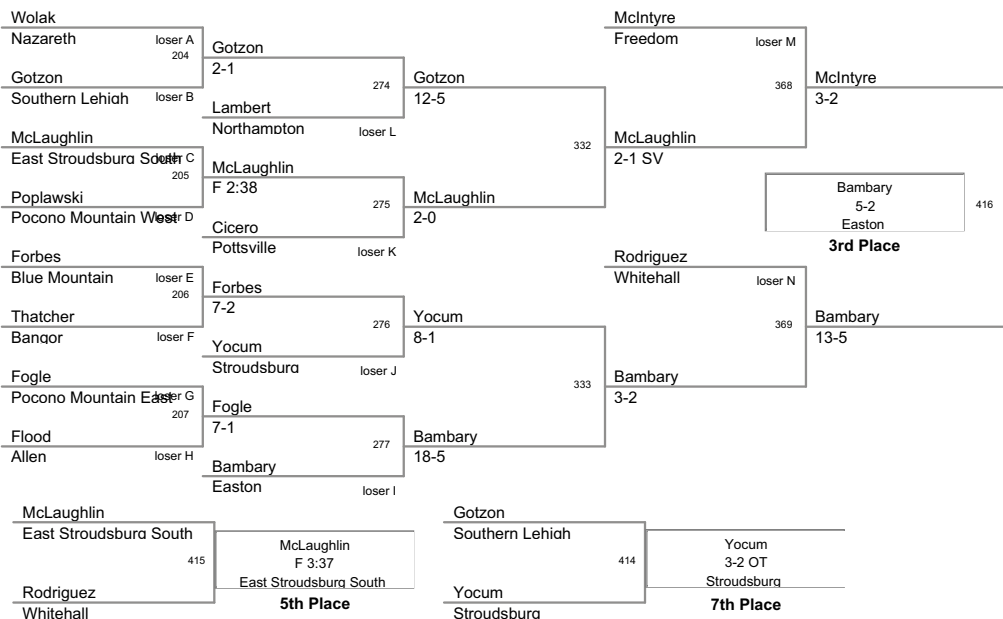 Wolak
Nazareth
loser A
204
Gotzon
Southern Lehigh
loser B
McLaughlin
East Stroudsburg South
loser C
205
Poplawski
Pocono Mountain West
loser D
Forbes
Blue Mountain
loser E
206
Thatcher
Bangor
loser F
Fogle
Pocono Mountain East
loser G
207
Flood
Allen
loser H
Gotzon
2-1
274
Lambert
Northampton
loser L
McLaughlin
F 2:38
275
Cicero
Pottsville
loser K
Forbes
7-2
276
Yocum
Stroudsburg
loser J
Fogle
7-1
277
Bambary
Easton
loser I
Gotzon
12-5
332
McLaughlin
2-0
Yocum
8-1
333
Bambary
18-5
McIntyre
Freedom
loser M
368
McLaughlin
2-1 SV
Rodriguez
Whitehall
loser N
369
Bambary
3-2
McIntyre
3-2
Bambary
5-2
Easton
416
3rd Place
Bambary
13-5
McLaughlin
East Stroudsburg South
415
Rodriguez
Whitehall
McLaughlin
F 3:37
East Stroudsburg South
5th Place
Gotzon
Southern Lehigh
414
Yocum
Stroudsburg
Yocum
3-2 OT
Stroudsburg
7th Place